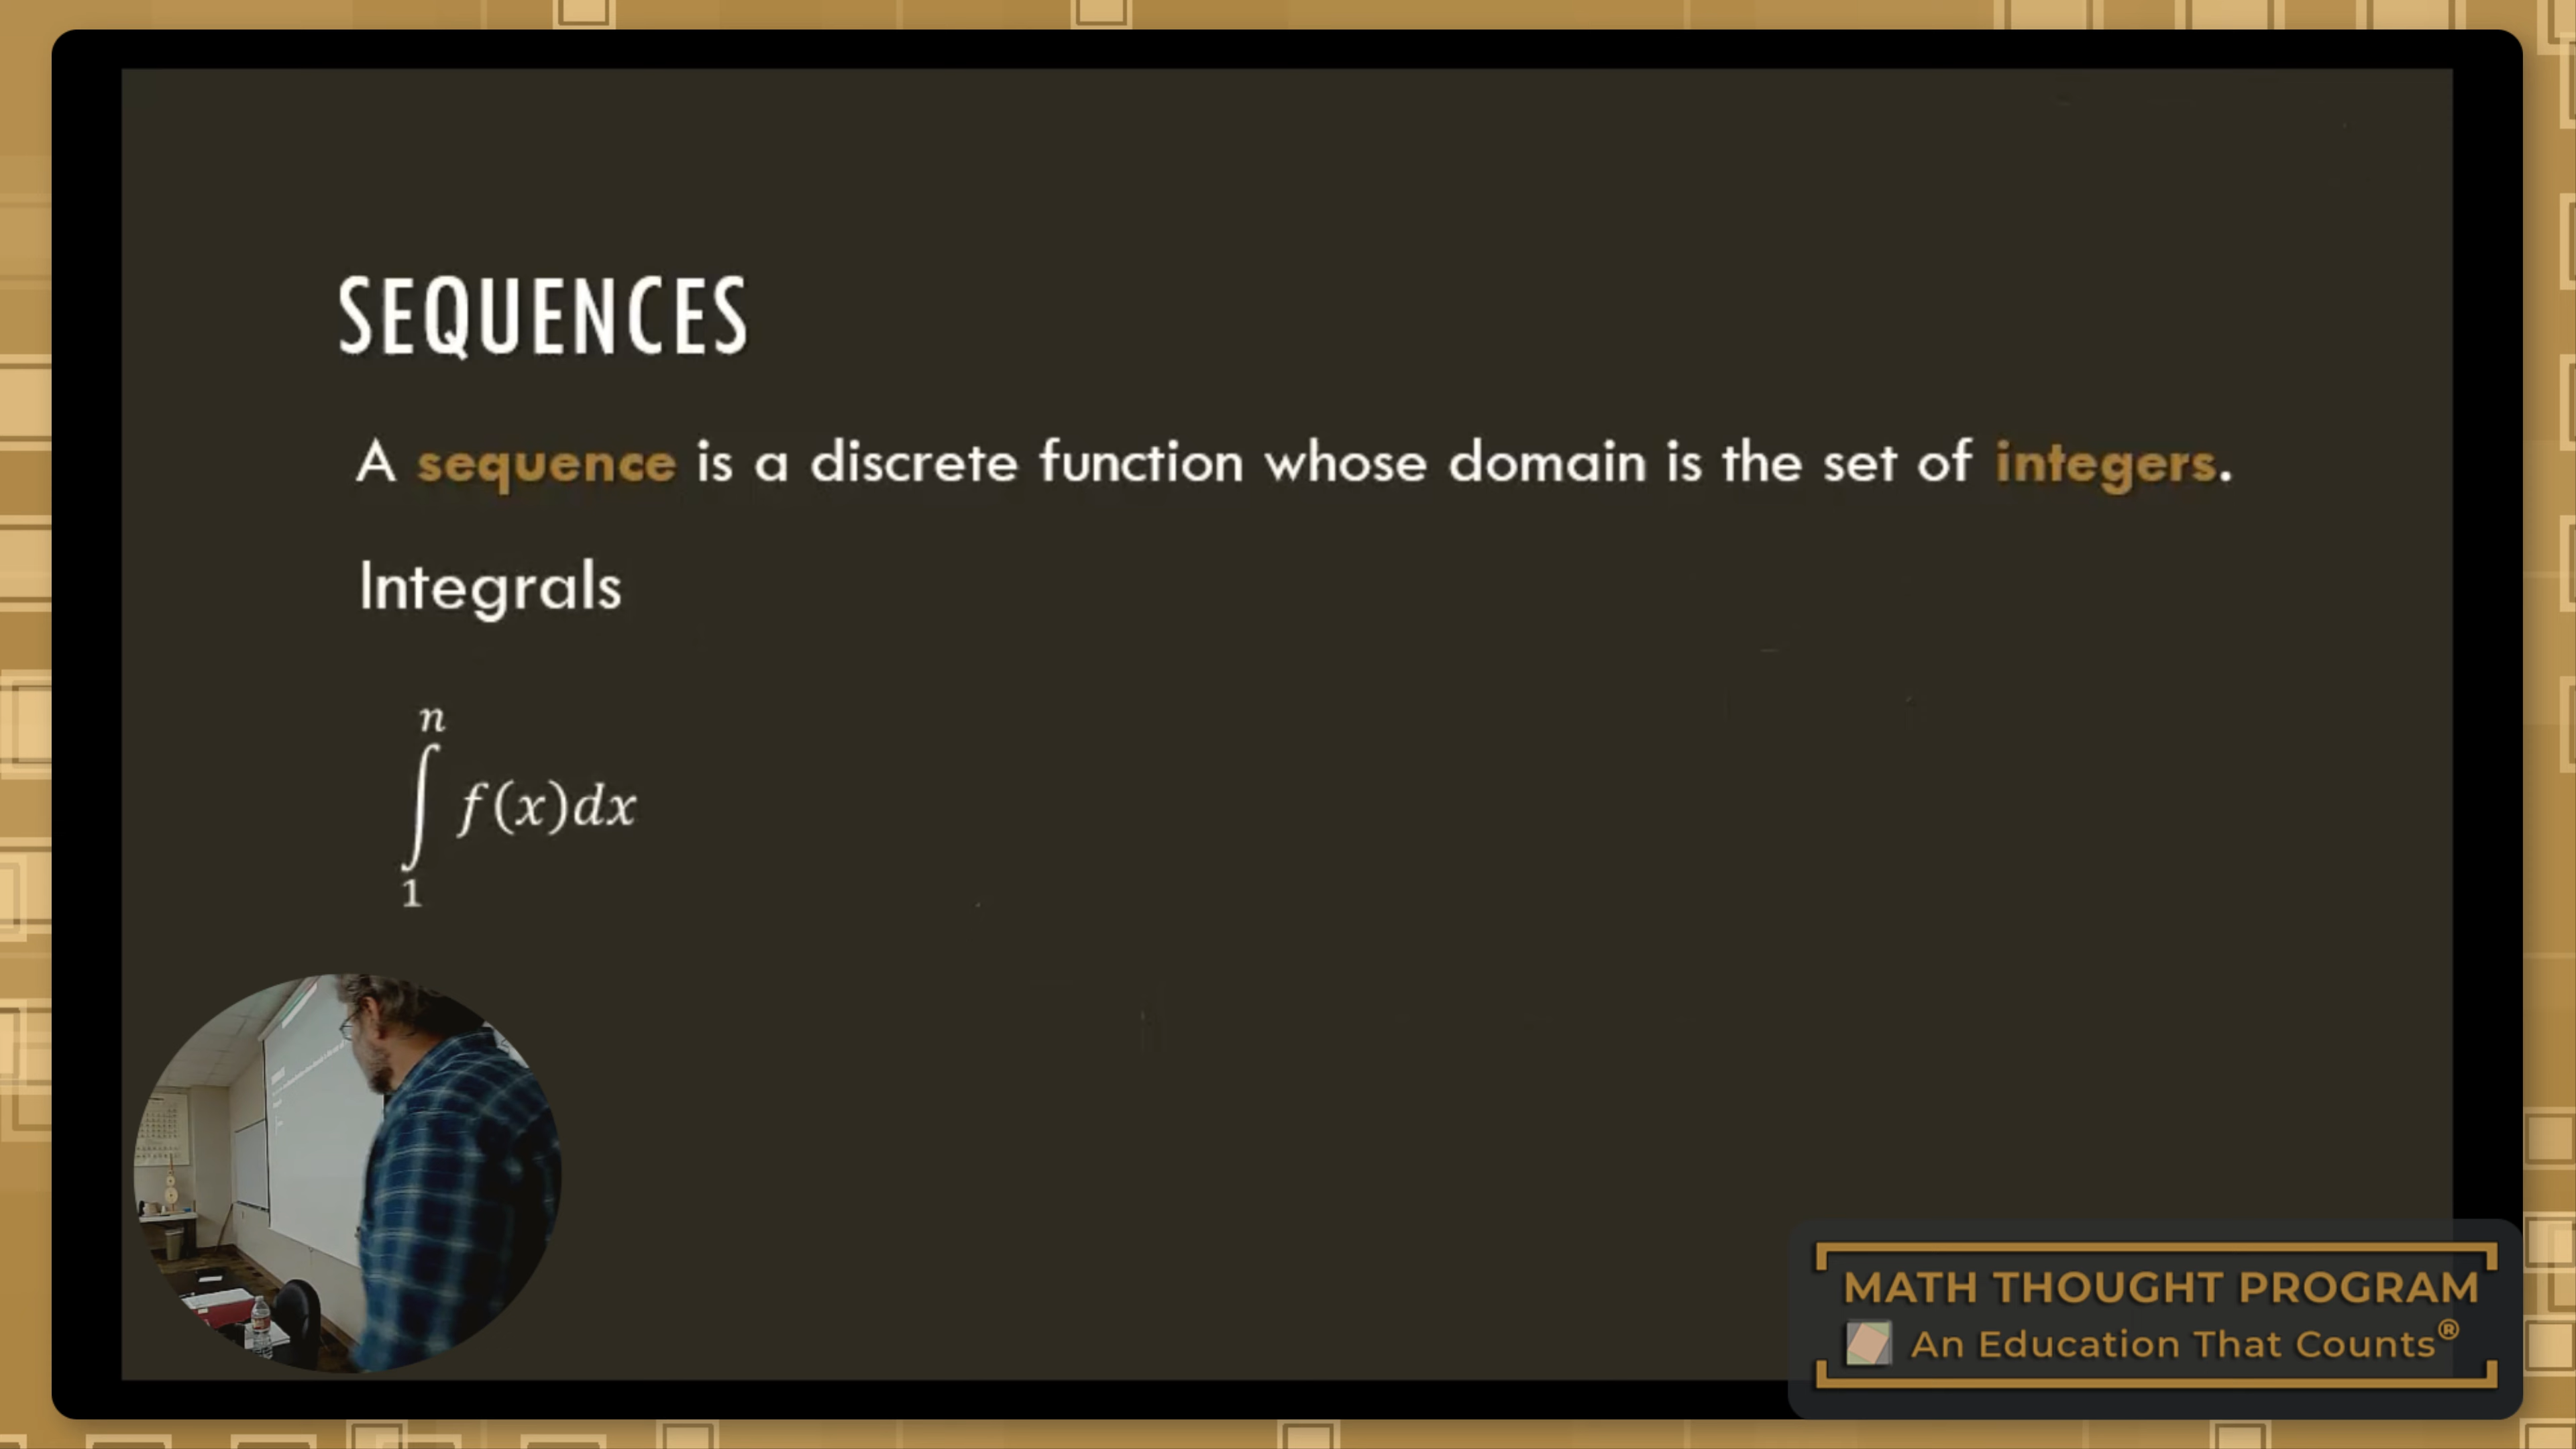 SEQUENCES
A sequence is a discrete function whose domain is the set of integers.
Integrals
n
∫ f(x)dx
1
MATH THOUGHT PROGRAM
An Education That Counts®